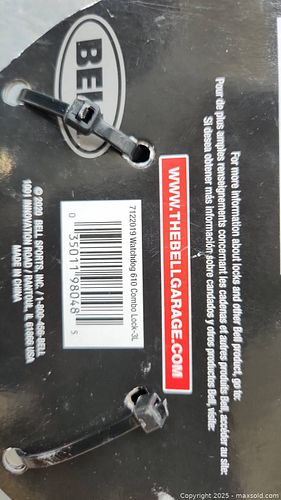 BELL
For more information about locks and other Bell product, go to:
Pour de plus amples renseignements concernant les cadenas et autres produits Bell, accéder au site:
Si desea obtener más información sobre candados y otros productos Bell, visite:
WWW.THEBELLGARAGE.COM
7122019 Watchdog 610 Combo Lock-3L
0 35011 98048 5
© 2020 BELL SPORTS, INC. / 1-800-456-BELL
1001 INNOVATION ROAD / RANTOUL, IL 61866 USA
MADE IN CHINA
Copyright 2025 - maxsold.com